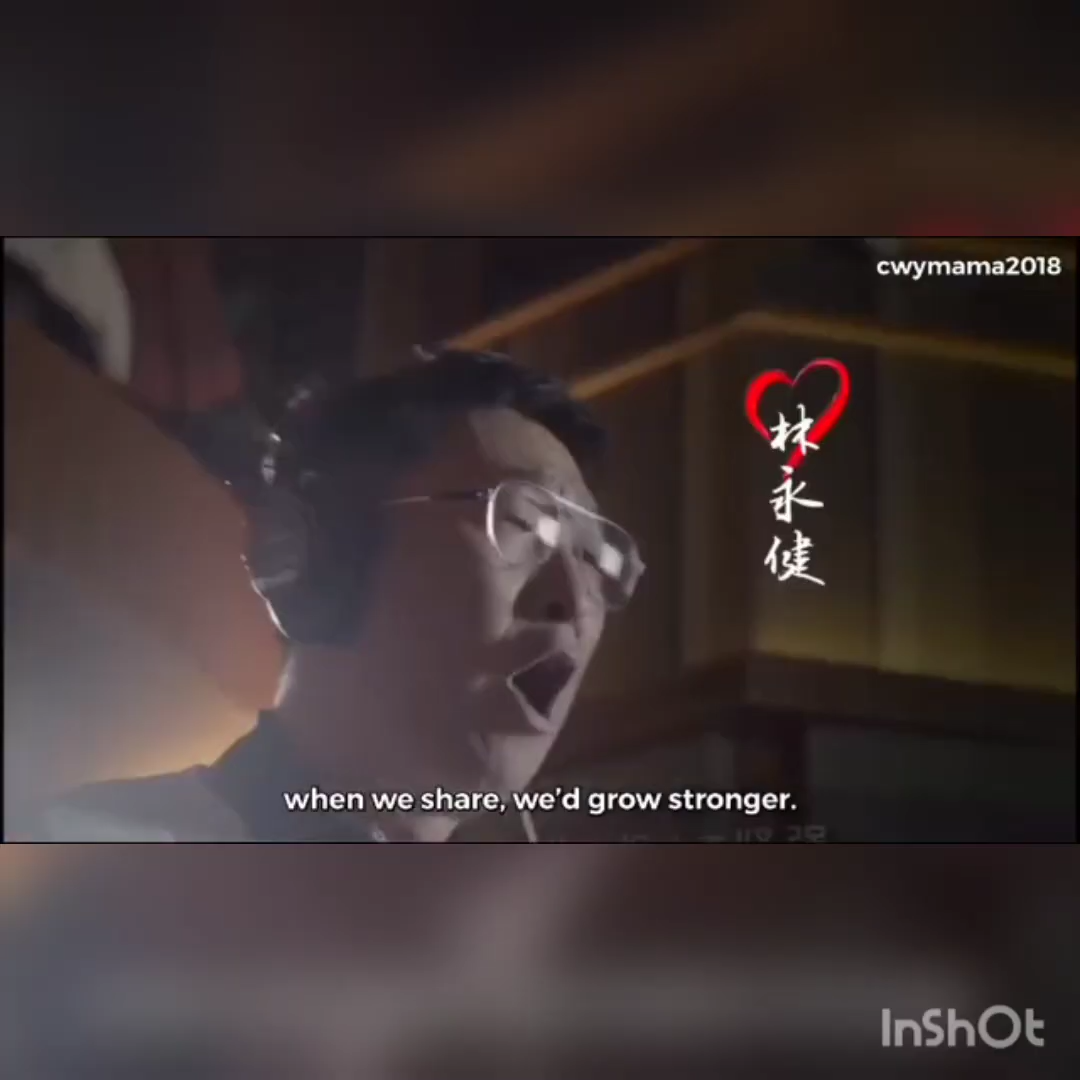 cwymama2018
林永健
when we share, we'd grow stronger.
InShOt